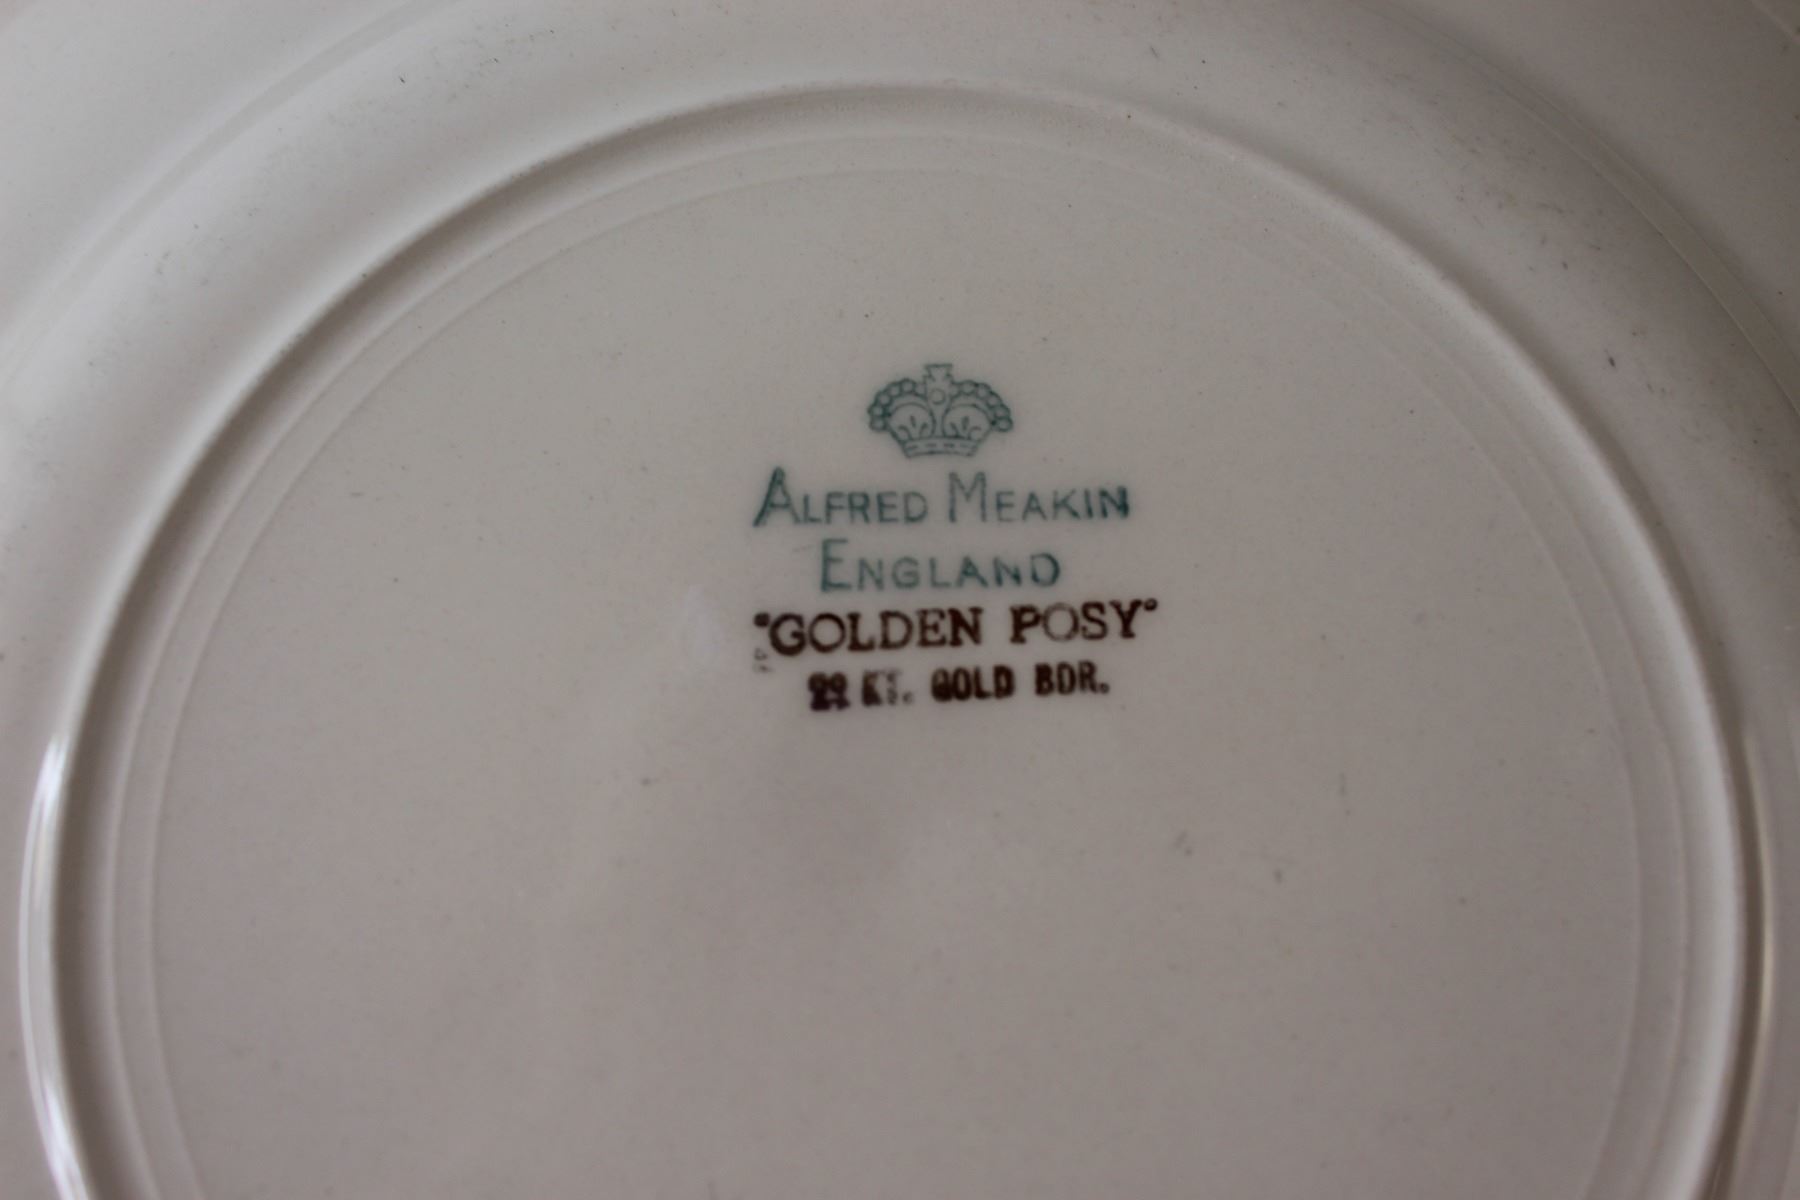 ALFRED MEAKIN
ENGLAND
"GOLDEN POSY"
22 KT. GOLD BDR.